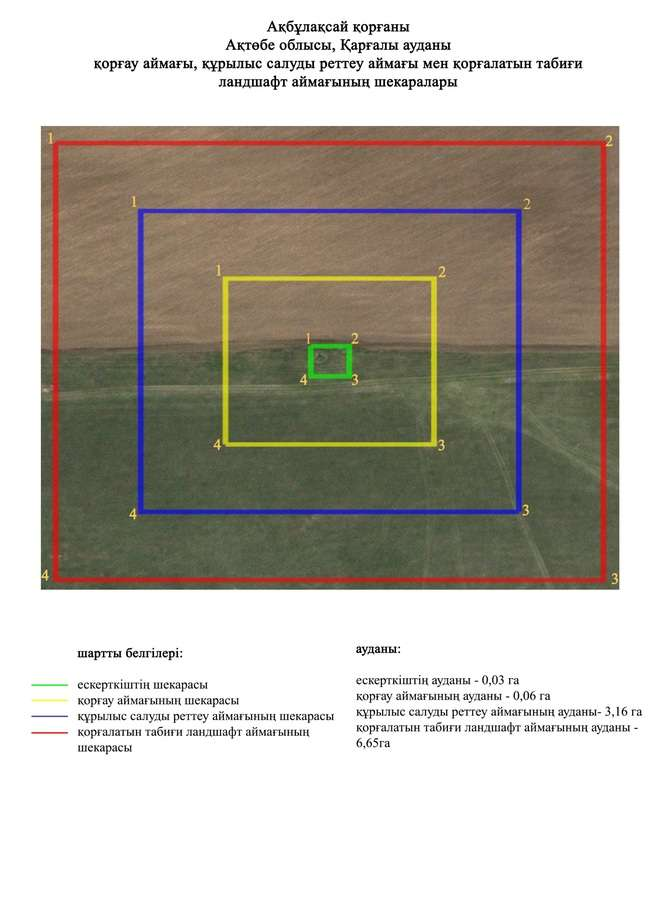 Ақбұлақсай қорғаны
Ақтөбе облысы, Қарғалы ауданы
қорғау аймағы, құрылыс салуды реттеу аймағы мен қорғалатын табиғи
ландшафт аймағының шекаралары
1
2
1
2
1
2
1
2
4
3
4
3
4
3
4
3
шартты белгілері:
ескерткіштің шекарасы
қорғау аймағының шекарасы
құрылыс салуды реттеу аймағының шекарасы
қорғалатын табиғи ландшафт аймағының
шекарасы
ауданы:
ескерткіштің ауданы - 0,03 га
қорғау аймағының ауданы - 0,06 га
құрылыс салуды реттеу аймағының ауданы- 3,16 га
қорғалатын табиғи ландшафт аймағының ауданы -
6,65га